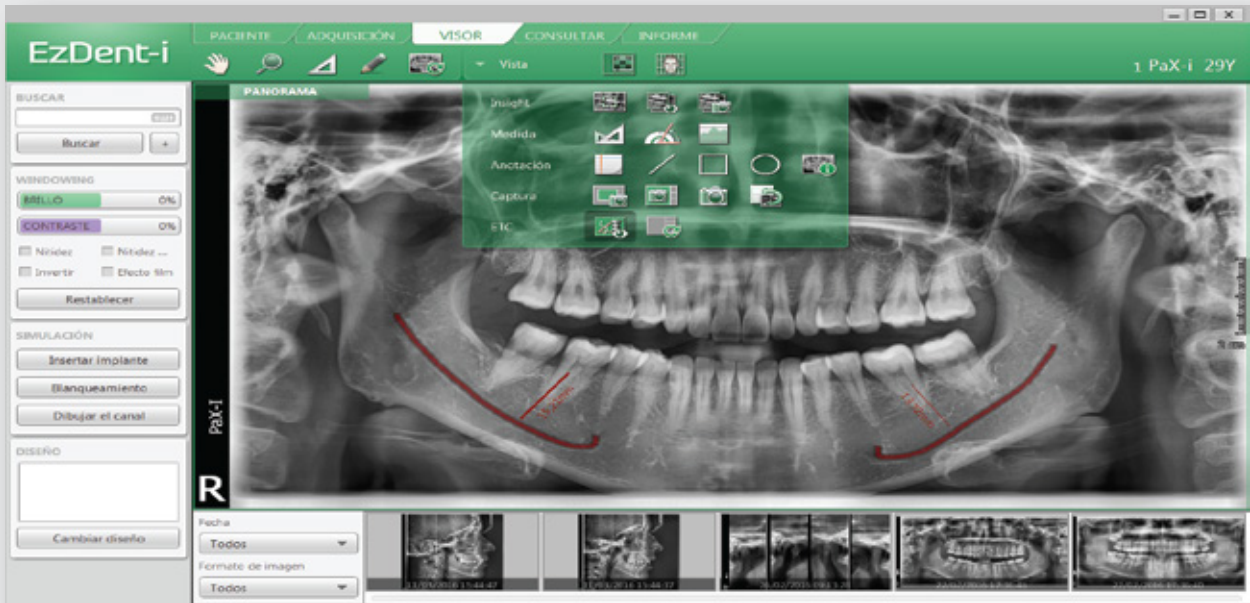 EzDent-i
PACIENTE
ADQUISICIÓN
VISOR
CONSULTAR
INFORME
Vista
1 PaX-i 29Y
BUSCAR
Buscar
+
WINDOWING
BRILLO 0%
CONTRASTE 0%
Nitidez
Nitidez ...
Invertir
Efecto film
Restablecer
SIMULACIÓN
Insertar implante
Blanqueamiento
Dibujar el canal
DISEÑO
Cambiar diseño
PANORAMA
Insight
Medida
Anotación
Captura
ETC
PaX-i
R
Fecha
Todos
Formato de imagen
Todos